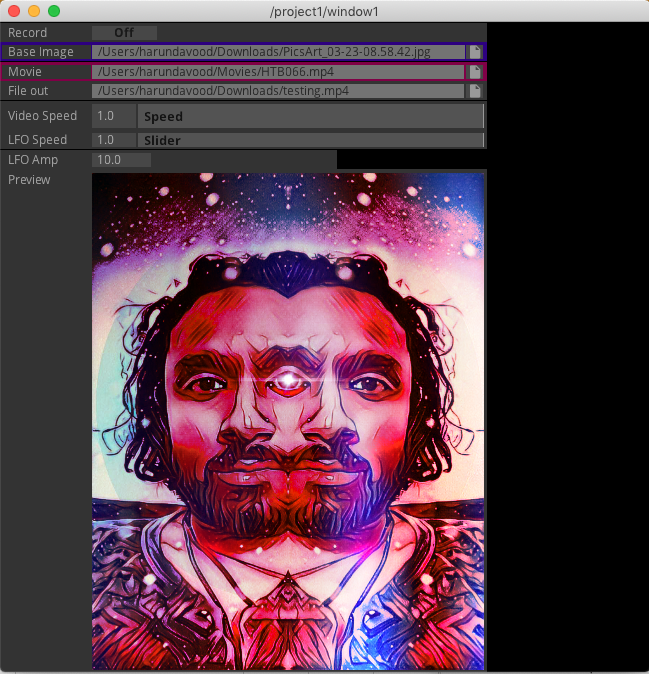 /project1/window1
Record Off
Base Image /Users/harundavood/Downloads/PicsArt_03-23-08.58.42.jpg
Movie /Users/harundavood/Movies/HTB066.mp4
File out /Users/harundavood/Downloads/testing.mp4
Video Speed 1.0 Speed
LFO Speed 1.0 Slider
LFO Amp 10.0
Preview